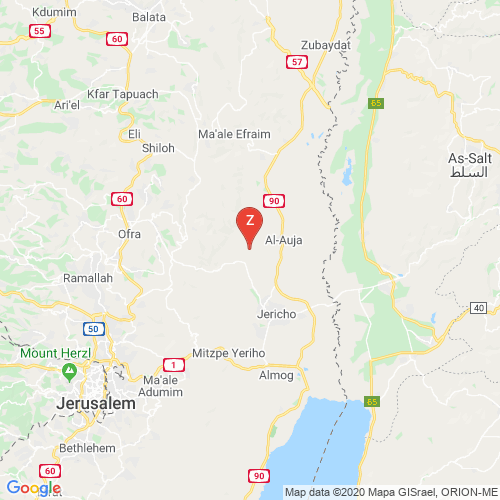 Kdumim
Balata
55
60
Zubaydat
57
Kfar Tapuach
Ari'el
65
Eli
Ma'ale Efraim
Shiloh
As-Salt
السلط
60
90
Z
Ofra
Al-Auja
Ramallah
40
Jericho
50
Mount Herzl
Mitzpe Yeriho
1
Almog
Ma'ale
Adumim
Jerusalem
65
Bethlehem
60
90
Google
Map data ©2020 Mapa GISrael, ORION-ME